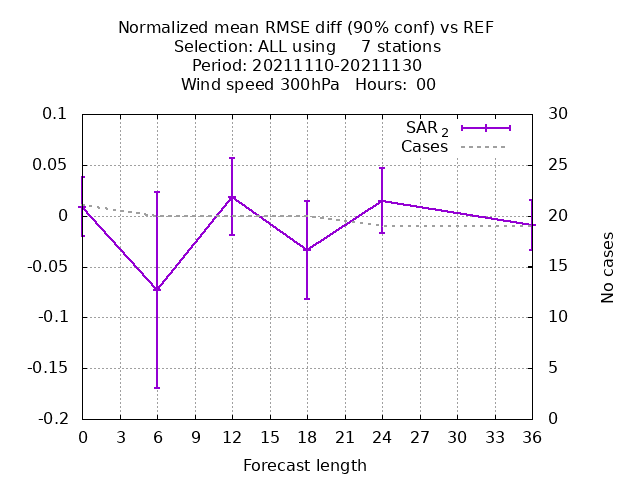 Normalized mean RMSE diff (90% conf) vs REF
Selection: ALL using     7 stations
Period: 20211110-20211130
Wind speed 300hPa   Hours:  00
SAR 2
Cases
0.1
0.05
0
-0.05
-0.1
-0.15
-0.2
30
25
20
15
10
5
0
No cases
0 3 6 9 12 15 18 21 24 27 30 33 36
Forecast length